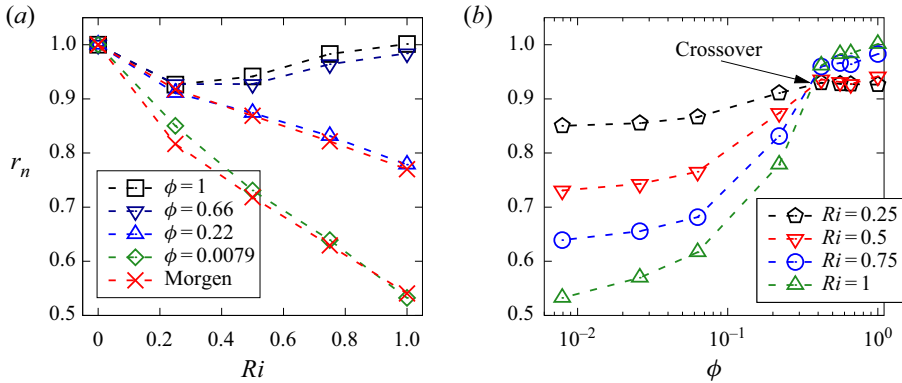 (a)
1.0
0.9
0.8
0.7
0.6
0.5
r_n
ϕ = 1
ϕ = 0.66
ϕ = 0.22
ϕ = 0.0079
Morgen
0 0.2 0.4 0.6 0.8 1.0
Ri
(b)
1.0
0.9
0.8
0.7
0.6
0.5
Crossover
Ri = 0.25
Ri = 0.5
Ri = 0.75
Ri = 1
10⁻² 10⁻¹ 10⁰
ϕ